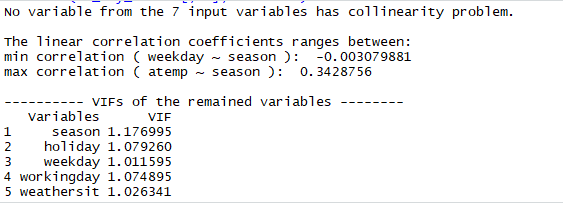 No variable from the 7 input variables has collinearity problem.
The linear correlation coefficients ranges between:
min correlation ( weekday ~ season ):  -0.003079881
max correlation ( atemp ~ season ):  0.3428756
---------- VIFs of the remained variables --------
   Variables      VIF
1     season 1.176995
2    holiday 1.079260
3    weekday 1.011595
4 workingday 1.074895
5 weathersit 1.026341